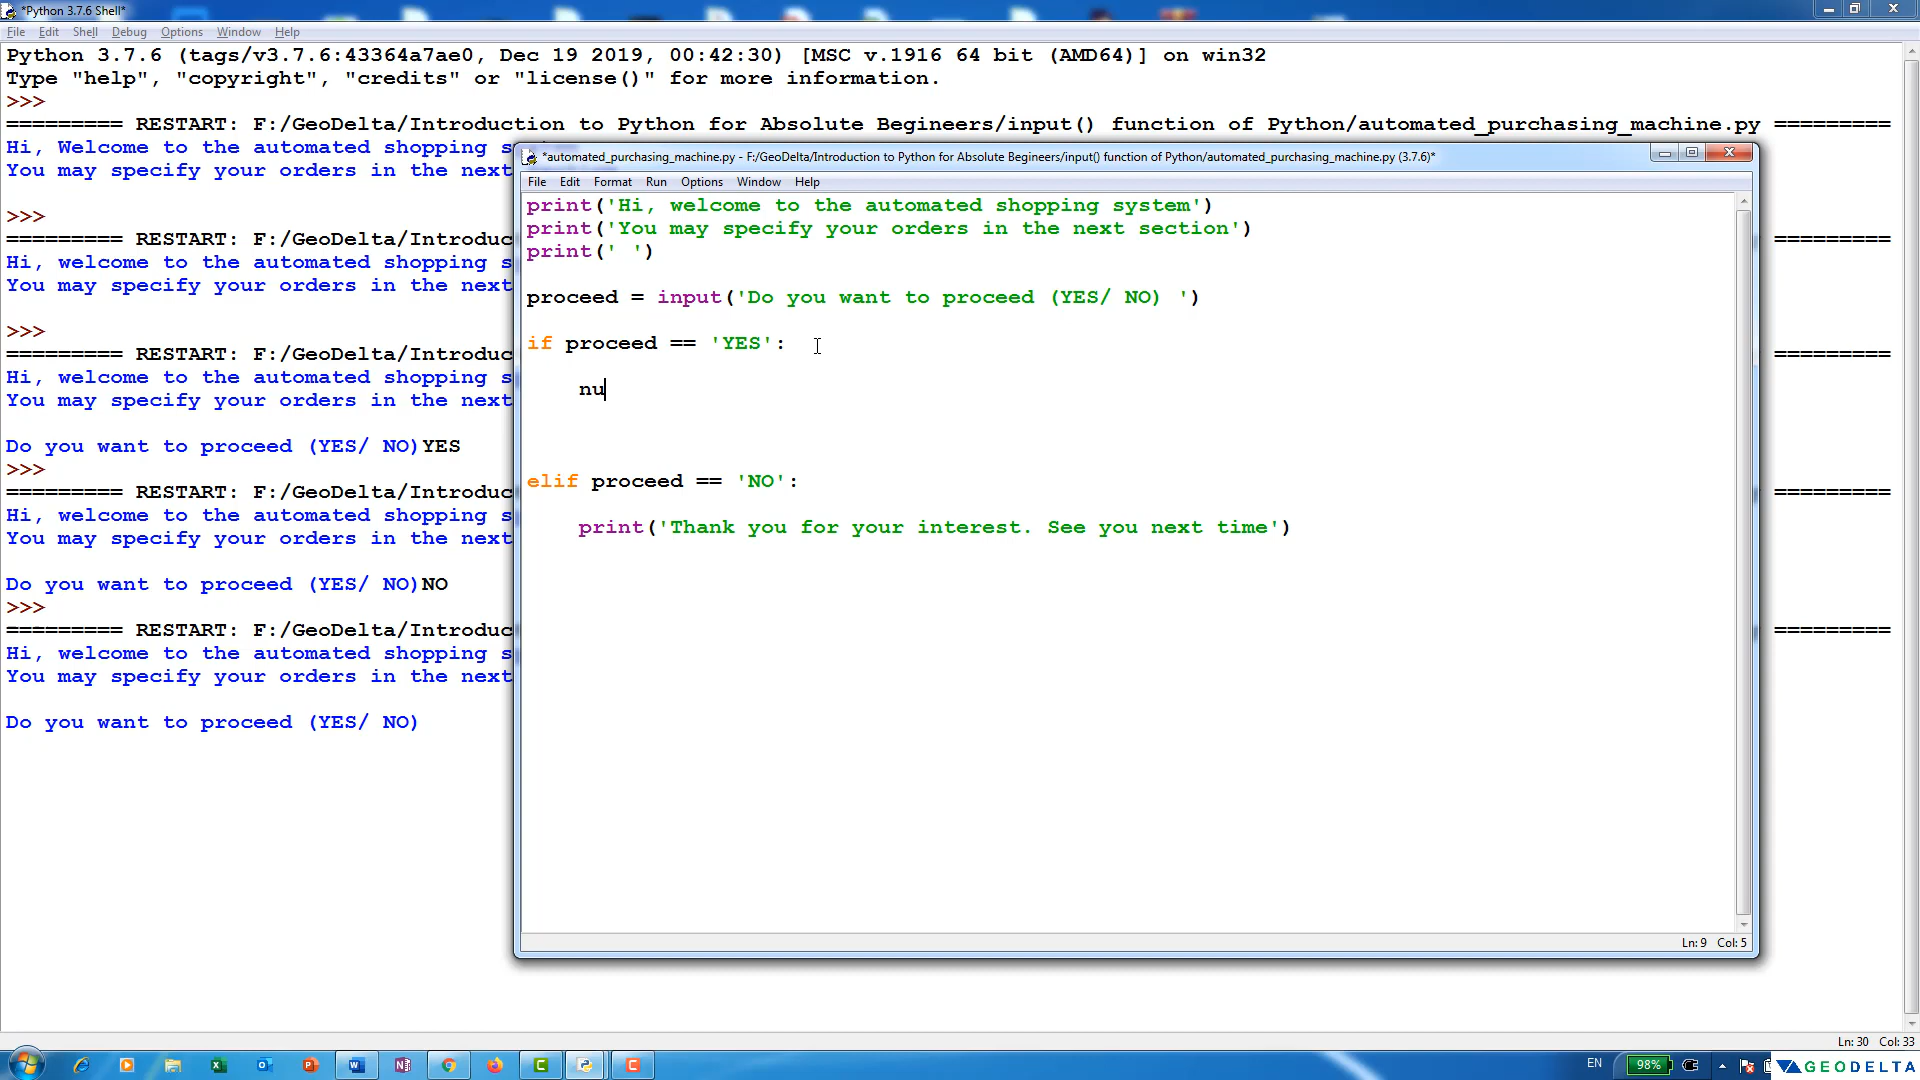 *Python 3.7.6 Shell*
File Edit Shell Debug Options Window Help
Python 3.7.6 (tags/v3.7.6:43364a7ae0, Dec 19 2019, 00:42:30) [MSC v.1916 64 bit (AMD64)] on win32
Type "help", "copyright", "credits" or "license()" for more information.
>>>
========= RESTART: F:/GeoDelta/Introduction to Python for Absolute Begineers/input() function of Python/automated_purchasing_machine.py =========
Hi, Welcome to the automated shopping s
You may specify your orders in the next
>>>
========= RESTART: F:/GeoDelta/Introduc =========
Hi, welcome to the automated shopping s
You may specify your orders in the next
>>>
========= RESTART: F:/GeoDelta/Introduc =========
Hi, welcome to the automated shopping s
You may specify your orders in the next
Do you want to proceed (YES/ NO)YES
>>>
========= RESTART: F:/GeoDelta/Introduc =========
Hi, welcome to the automated shopping s
You may specify your orders in the next
Do you want to proceed (YES/ NO)NO
>>>
========= RESTART: F:/GeoDelta/Introduc =========
Hi, welcome to the automated shopping s
You may specify your orders in the next
Do you want to proceed (YES/ NO)
*automated_purchasing_machine.py - F:/GeoDelta/Introduction to Python for Absolute Begineers/input() function of Python/automated_purchasing_machine.py (3.7.6)*
File Edit Format Run Options Window Help
print('Hi, welcome to the automated shopping system')
print('You may specify your orders in the next section')
print(' ')
proceed = input('Do you want to proceed (YES/ NO) ')
if proceed == 'YES':
nu
elif proceed == 'NO':
print('Thank you for your interest. See you next time')
Ln: 9 Col: 5
Ln: 30 Col: 33
EN
98%
GEODELTA